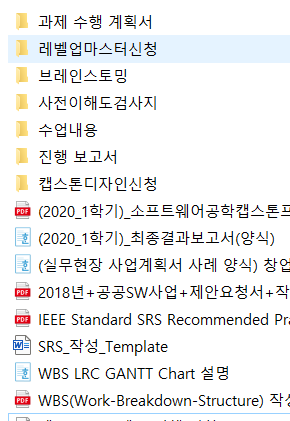 과제 수행 계획서
레벨업마스터신청
브레인스토밍
사전이해도검사지
수업내용
진행 보고서
캡스톤디자인신청
(2020_1학기)_소프트웨어공학캡스톤프
(2020_1학기)_최종결과보고서(양식)
(실무현장 사업계획서 사례 양식) 창업
2018년+공공SW사업+제안요청서+작
IEEE Standard SRS Recommended Pra
SRS_작성_Template
WBS LRC GANTT Chart 설명
WBS(Work-Breakdown-Structure) 작성